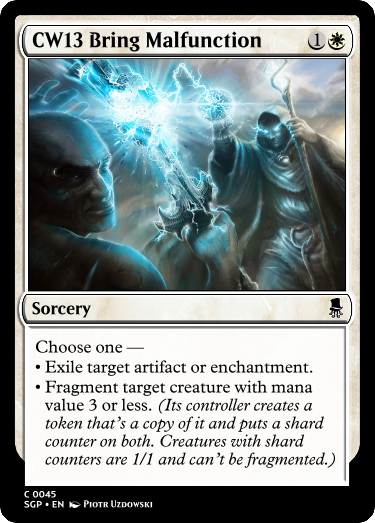 CW13 Bring Malfunction 1
Sorcery
Choose one —
• Exile target artifact or enchantment.
• Fragment target creature with mana
value 3 or less. (Its controller creates a
token that's a copy of it and puts a shard
counter on both. Creatures with shard
counters are 1/1 and can't be fragmented.)
C 0045
SGP • EN Piotr Uzdowski